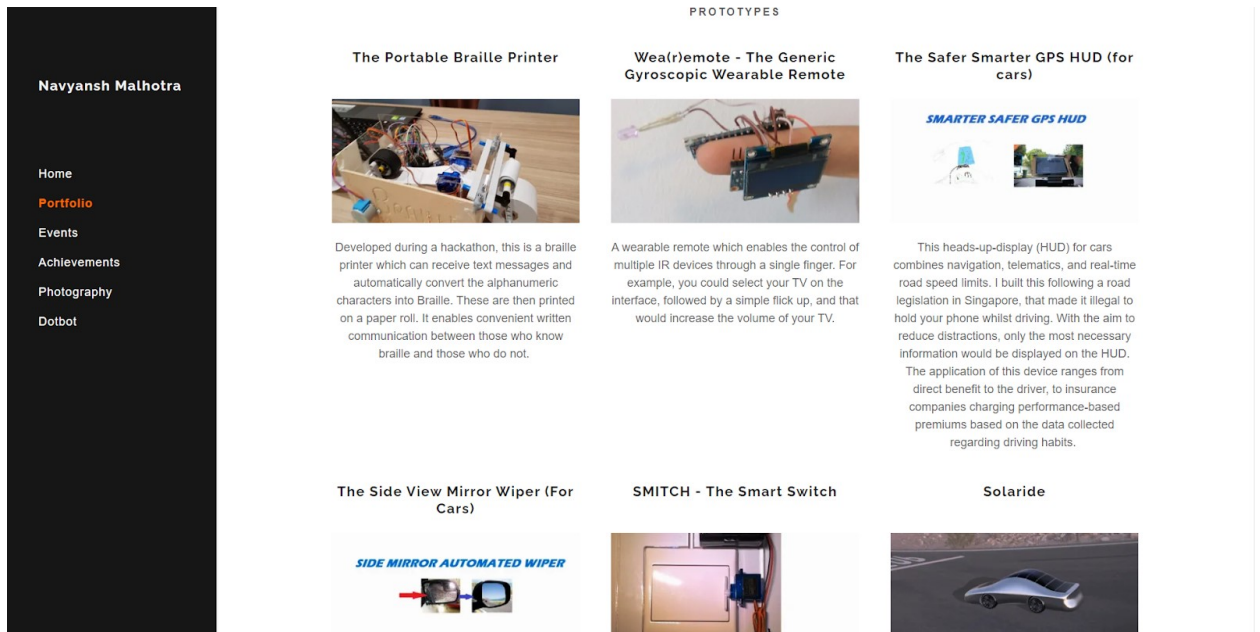 Navyansh Malhotra
Home
Portfolio
Events
Achievements
Photography
Dotbot
PROTOTYPES
The Portable Braille Printer
Developed during a hackathon, this is a braille
printer which can receive text messages and
automatically convert the alphanumeric
characters into Braille. These are then printed
on a paper roll. It enables convenient written
communication between those who know
braille and those who do not.
Wea(r)emote - The Generic
Gyroscopic Wearable Remote
A wearable remote which enables the control of
multiple IR devices through a single finger. For
example, you could select your TV on the
interface, followed by a simple flick up, and that
would increase the volume of your TV.
The Safer Smarter GPS HUD (for
cars)
SMARTER SAFER GPS HUD
This heads-up-display (HUD) for cars
combines navigation, telematics, and real-time
road speed limits. I built this following a road
legislation in Singapore, that made it illegal to
hold your phone whilst driving. With the aim to
reduce distractions, only the most necessary
information would be displayed on the HUD.
The application of this device ranges from
direct benefit to the driver, to insurance
companies charging performance-based
premiums based on the data collected
regarding driving habits.
The Side View Mirror Wiper (For
Cars)
SIDE MIRROR AUTOMATED WIPER
SMITCH - The Smart Switch
Solaride